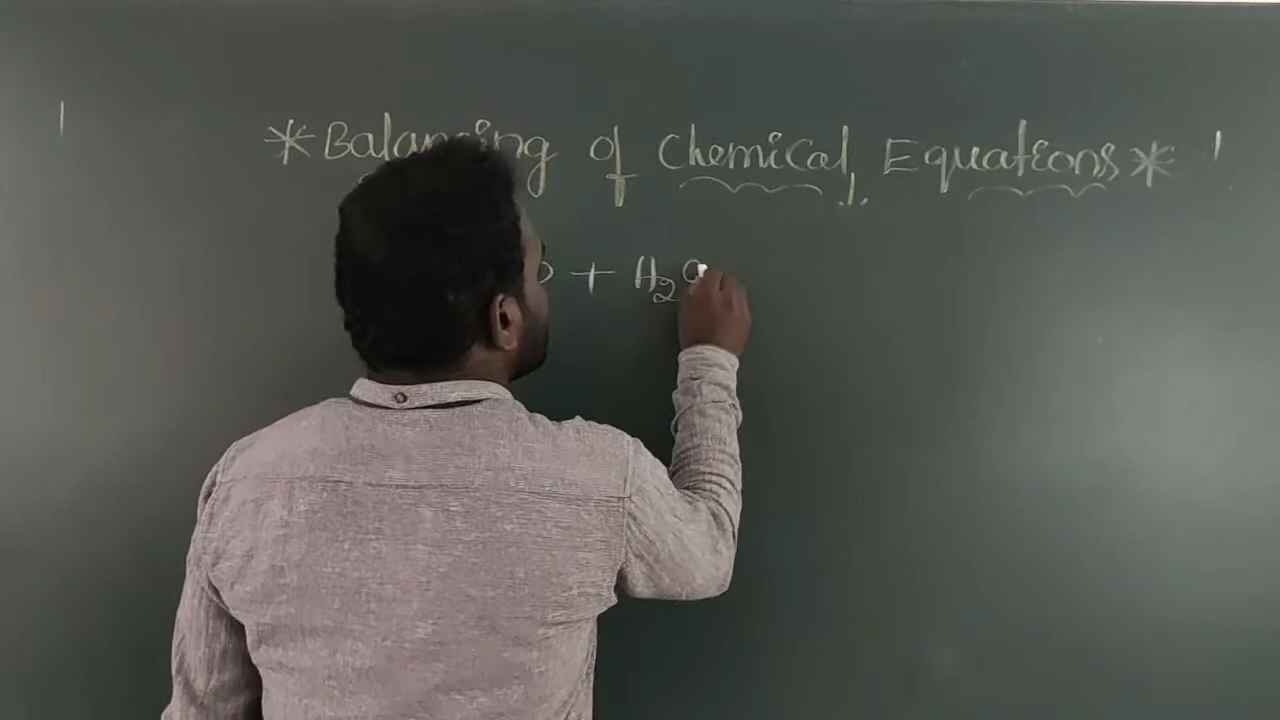 *Balancing of Chemical Equations*
+ H2O